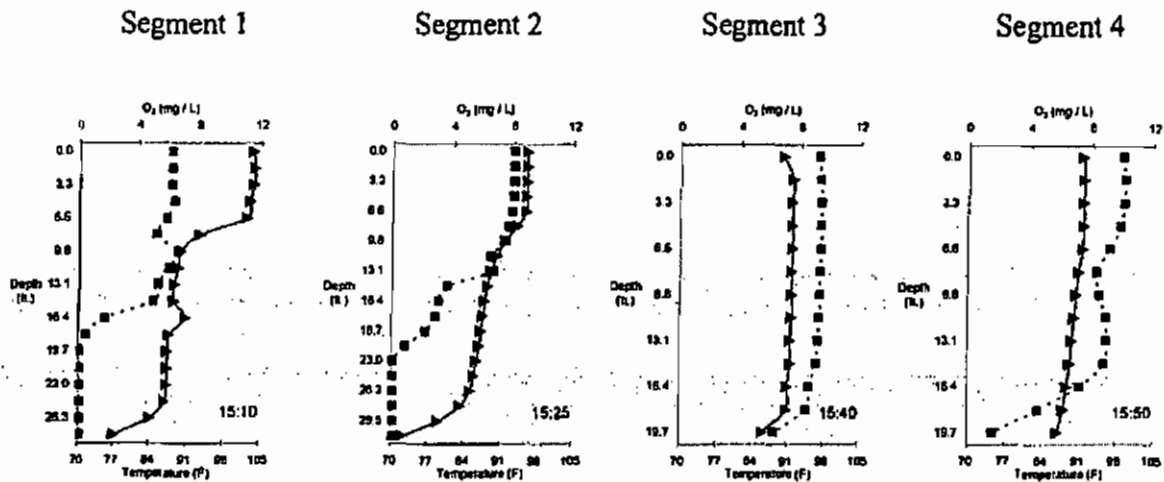 Segment 1
Segment 2
Segment 3
Segment 4
O₂ (mg / L)
0 4 8 12
0.0
3.3
6.6
9.8
13.1
Depth
(ft.)
16.4
19.7
23.0
26.3
15:10
70 77 84 91 98 105
Temperature (F)
O₂ (mg / L)
0 4 8 12
0.0
3.3
6.6
9.8
13.1
Depth
(ft.)
16.4
19.7
23.0
26.3
29.5
15:25
70 77 84 91 98 105
Temperature (F)
O₂ (mg / L)
0 4 8 12
0.0
3.3
6.6
9.8
Depth
(ft.)
13.1
16.4
19.7
15:40
70 77 84 91 98 105
Temperature (F)
O₂ (mg / L)
0 4 8 12
0.0
3.3
6.6
9.8
Depth
(ft.)
13.1
16.4
19.7
15:50
70 77 84 91 98 105
Temperature (F)